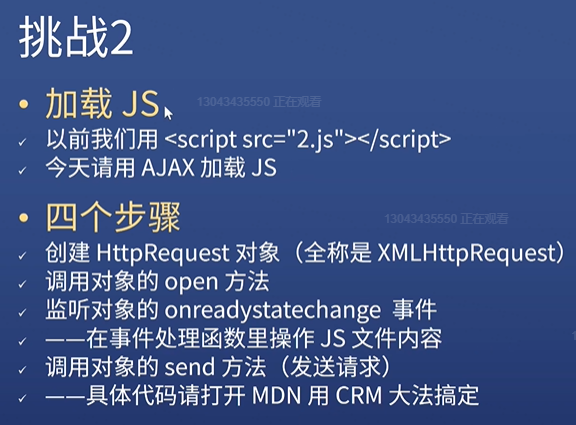 挑战2
• 加载 JS
13043435550 正在观看
✓ 以前我们用 <script src="2.js"></script>
✓ 今天请用 AJAX 加载 JS
• 四个步骤
13043435550 正在观看
✓ 创建 HttpRequest 对象（全称是 XMLHttpRequest）
✓ 调用对象的 open 方法
✓ 监听对象的 onreadystatechange 事件
✓ ——在事件处理函数里操作 JS 文件内容
✓ 调用对象的 send 方法（发送请求）
✓ ——具体代码请打开 MDN 用 CRM 大法搞定